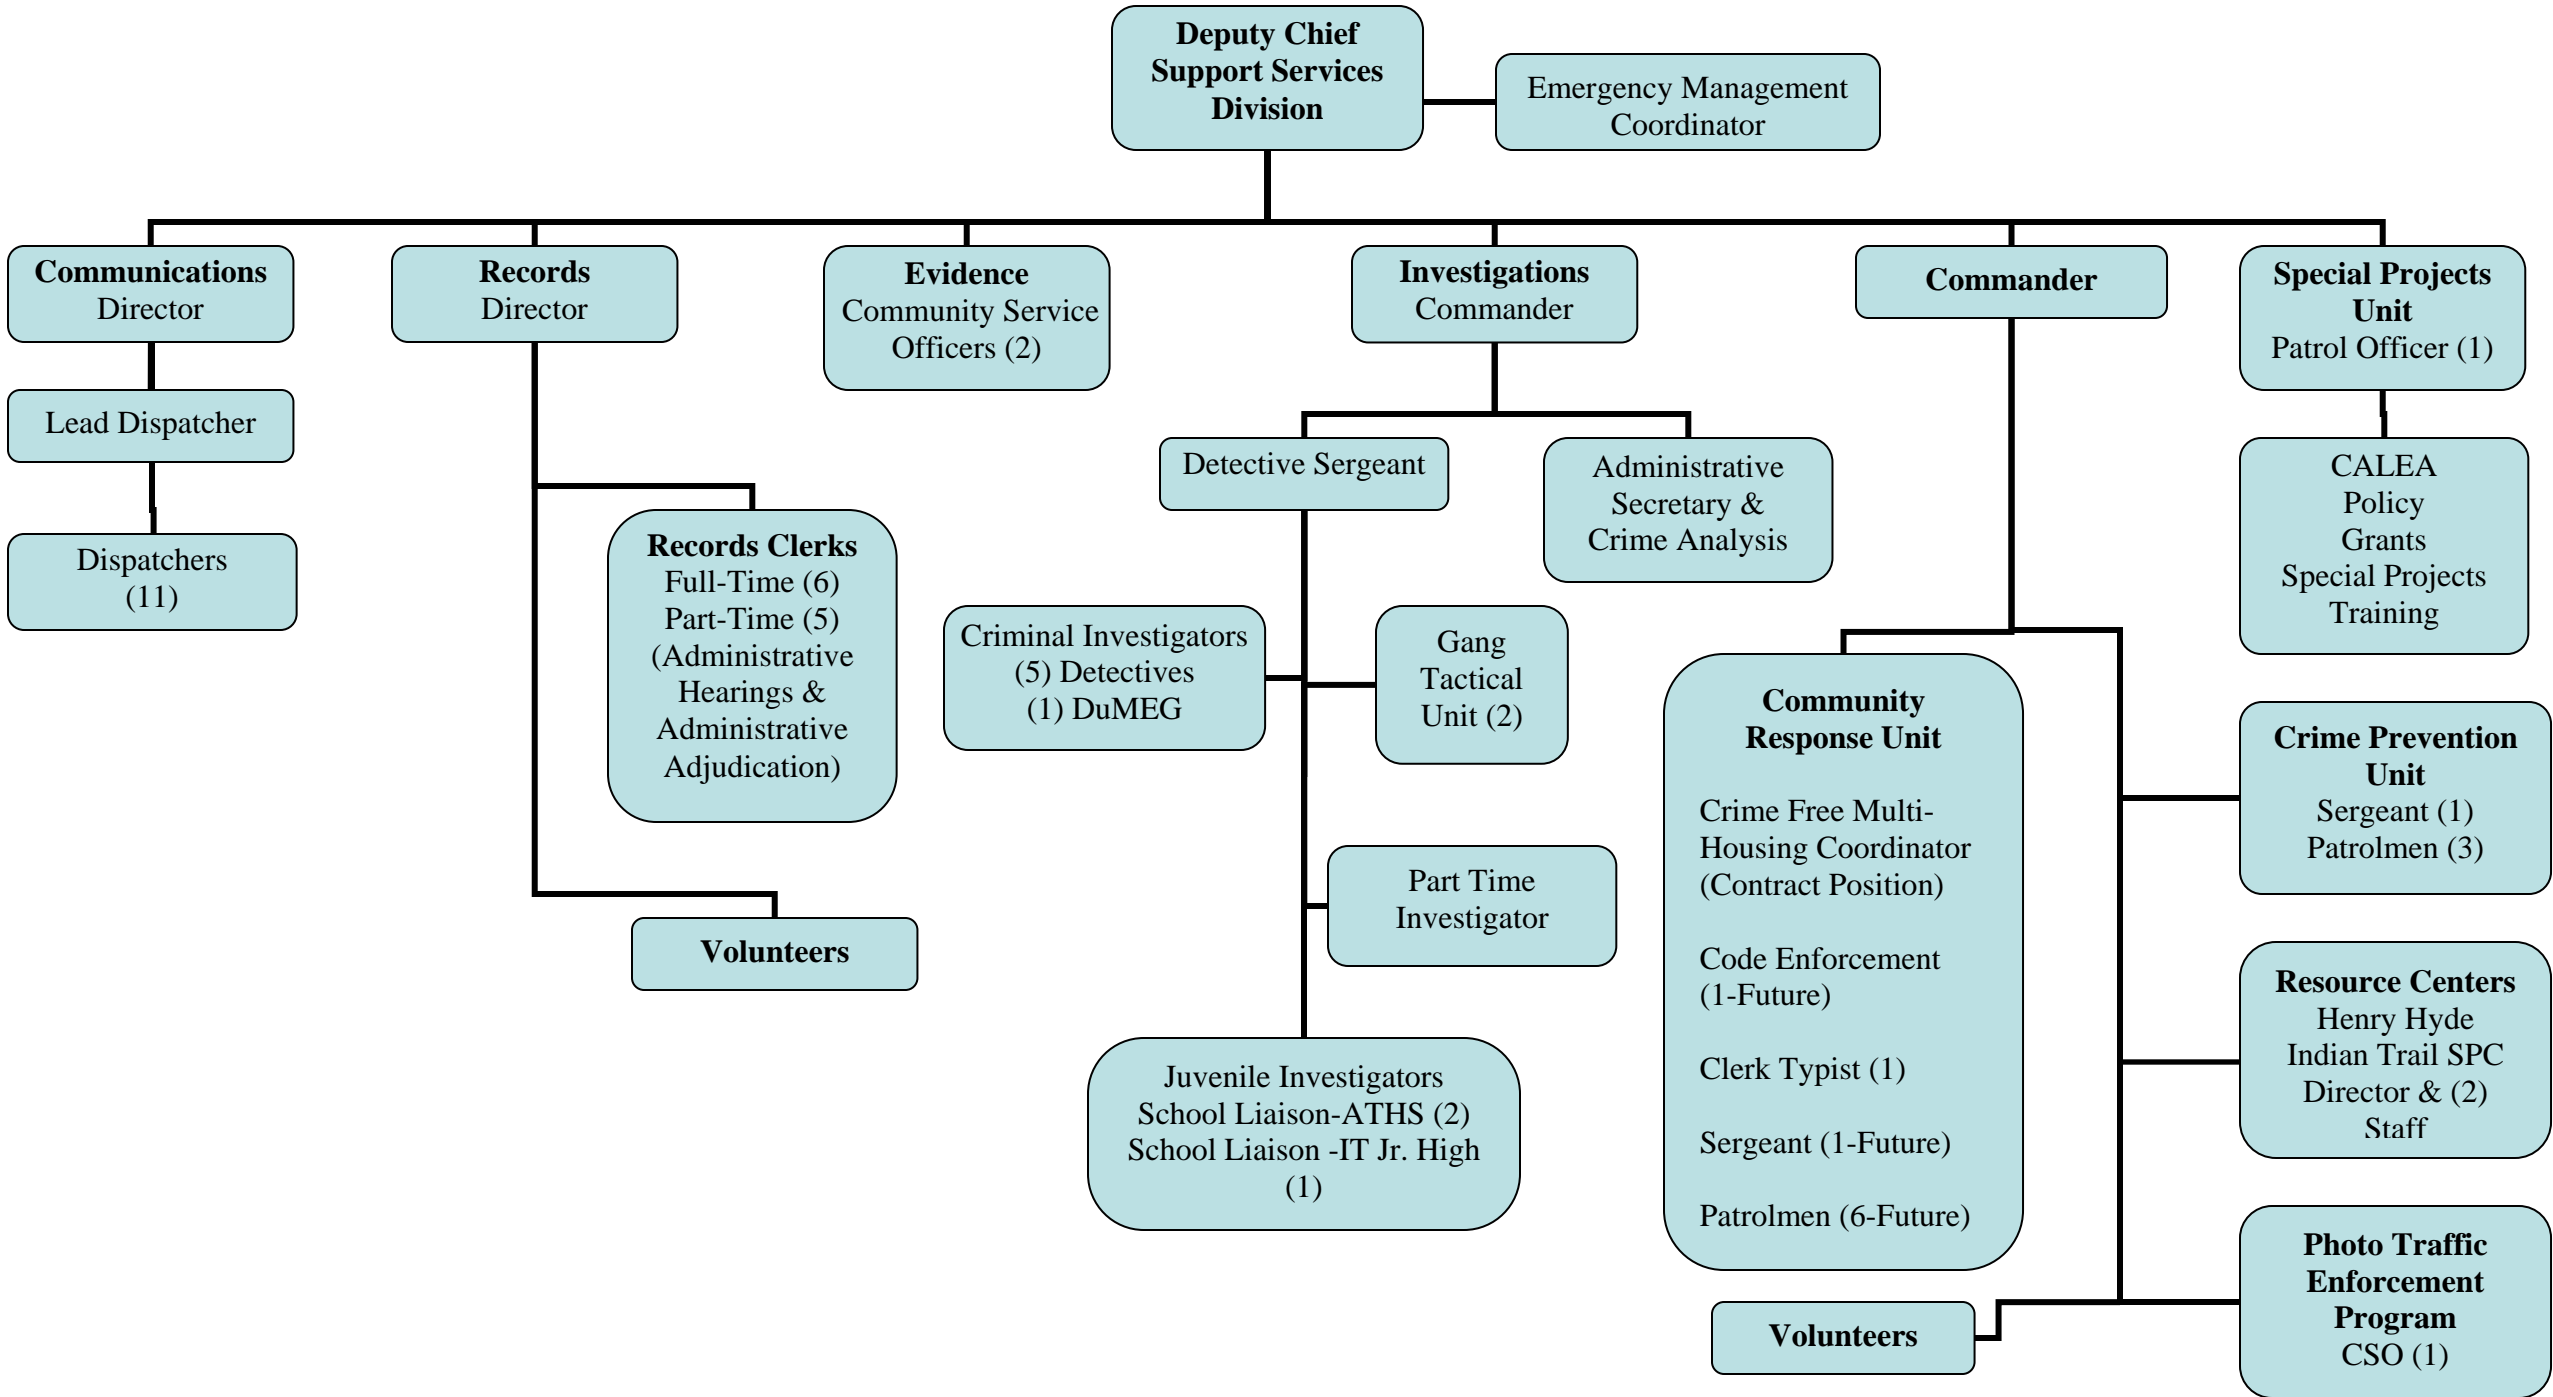 Deputy Chief
Support Services
Division
Emergency Management
Coordinator
Communications
Director
Records
Director
Evidence
Community Service
Officers (2)
Investigations
Commander
Commander
Special Projects
Unit
Patrol Officer (1)
Lead Dispatcher
Dispatchers
(11)
Records Clerks
Full-Time (6)
Part-Time (5)
(Administrative
Hearings &
Administrative
Adjudication)
Volunteers
Detective Sergeant
Administrative
Secretary &
Crime Analysis
Criminal Investigators
(5) Detectives
(1) DuMEG
Gang
Tactical
Unit (2)
Part Time
Investigator
Juvenile Investigators
School Liaison-ATHS (2)
School Liaison -IT Jr. High
(1)
Community
Response Unit
Crime Free Multi-
Housing Coordinator
(Contract Position)
Code Enforcement
(1-Future)
Clerk Typist (1)
Sergeant (1-Future)
Patrolmen (6-Future)
Volunteers
CALEA
Policy
Grants
Special Projects
Training
Crime Prevention
Unit
Sergeant (1)
Patrolmen (3)
Resource Centers
Henry Hyde
Indian Trail SPC
Director & (2)
Staff
Photo Traffic
Enforcement
Program
CSO (1)